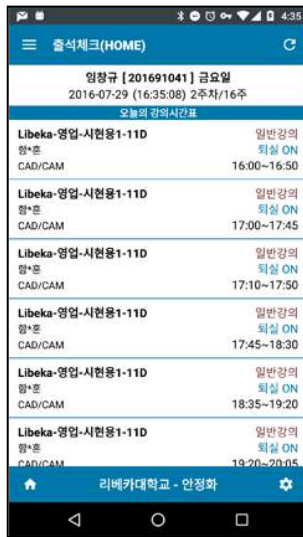 4:35
출석체크(HOME)
임창규 [201691041] 금요일
2016-07-29 (16:35:08) 2주차/16주
오늘의 강의시간표
Libeka-영업-시현용1-11D 일반강의
함*훈 퇴실 ON
CAD/CAM 16:00~16:50
Libeka-영업-시현용1-11D 일반강의
함*훈 퇴실 ON
CAD/CAM 17:00~17:45
Libeka-영업-시현용1-11D 일반강의
함*훈 퇴실 ON
CAD/CAM 17:10~17:50
Libeka-영업-시현용1-11D 일반강의
함*훈 퇴실 ON
CAD/CAM 17:45~18:30
Libeka-영업-시현용1-11D 일반강의
함*훈 퇴실 ON
CAD/CAM 18:35~19:20
Libeka-영업-시현용1-11D 일반강의
함*훈 퇴실 ON
CAD/CAM 19:20~20:05
리베카대학교 - 안정화